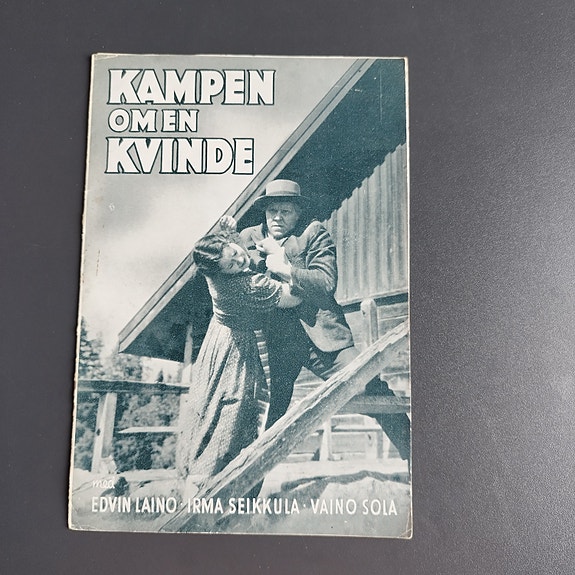 KAMPEN
OM EN
KVINDE
med
EDVIN LAINO · IRMA SEIKKULA · VAINO SOLA